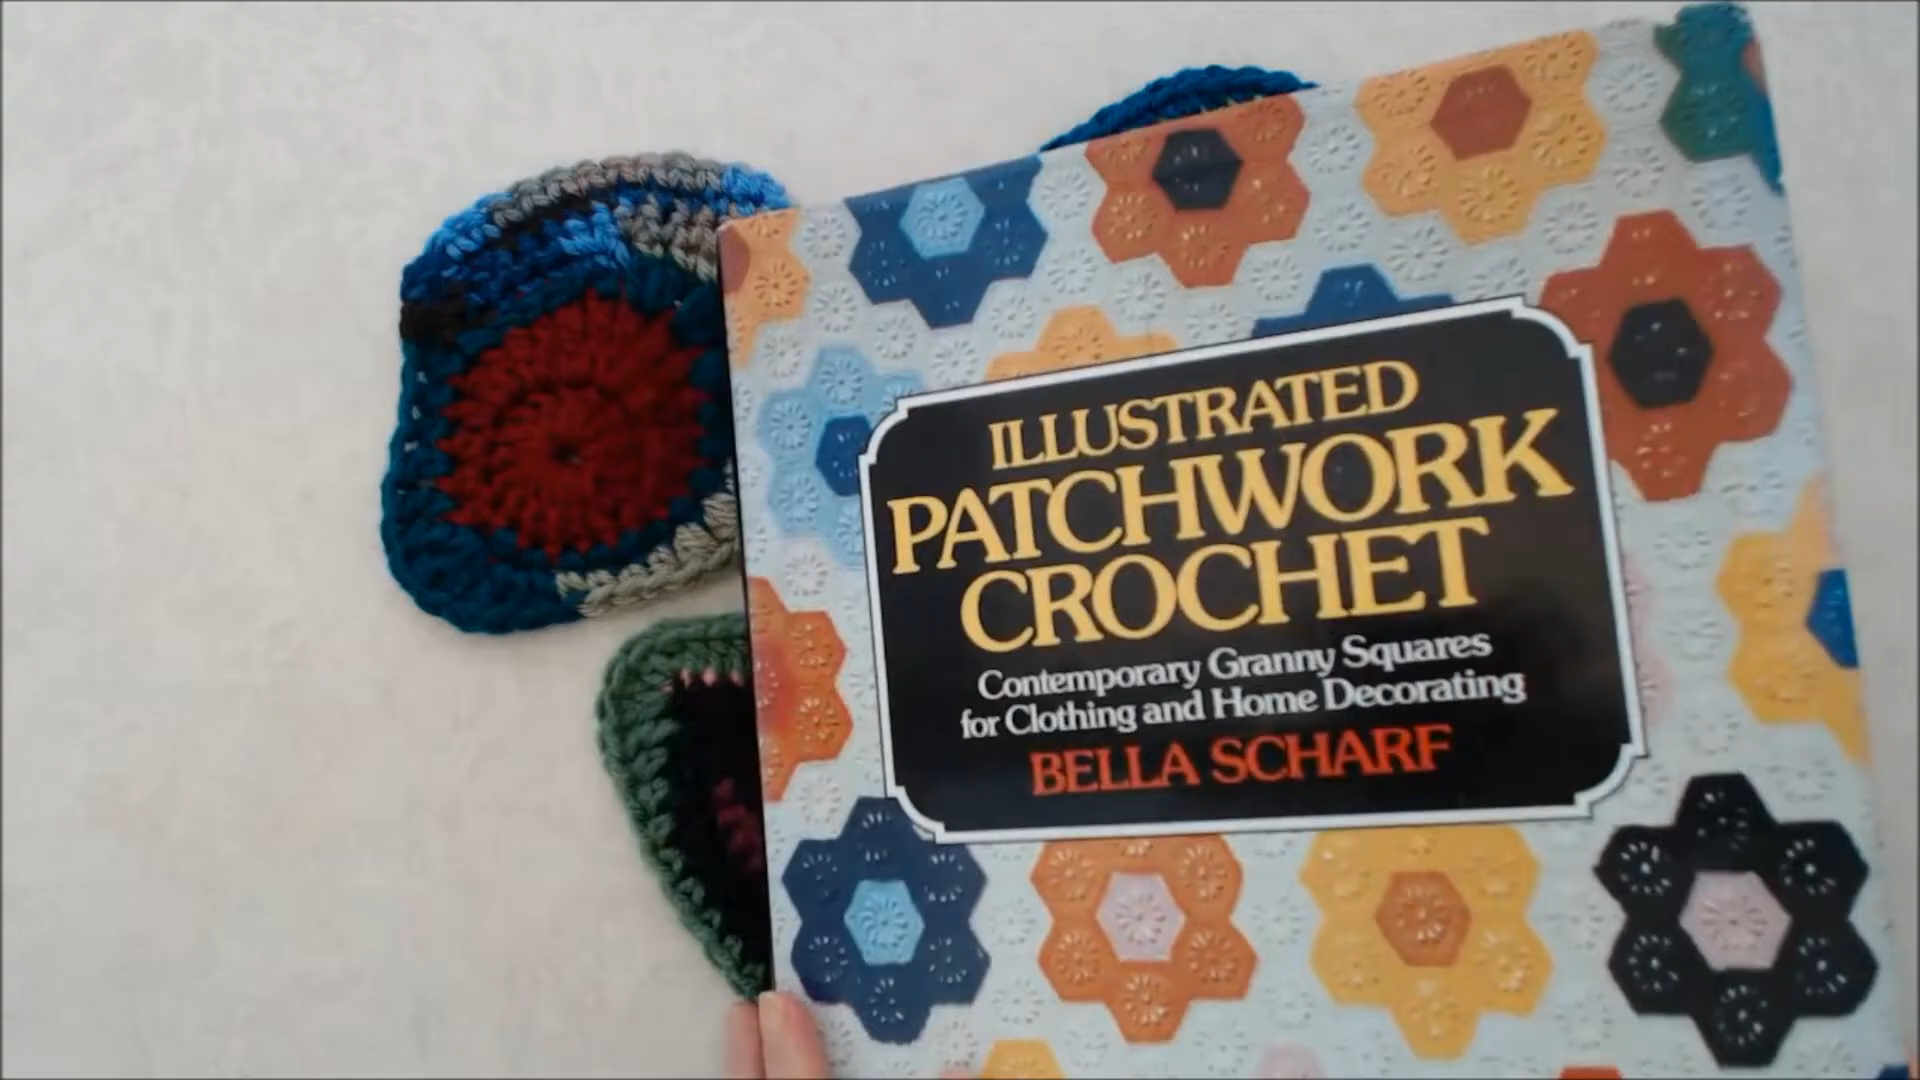 ILLUSTRATED
PATCHWORK
CROCHET
Contemporary Granny Squares
for Clothing and Home Decorating
BELLA SCHARF